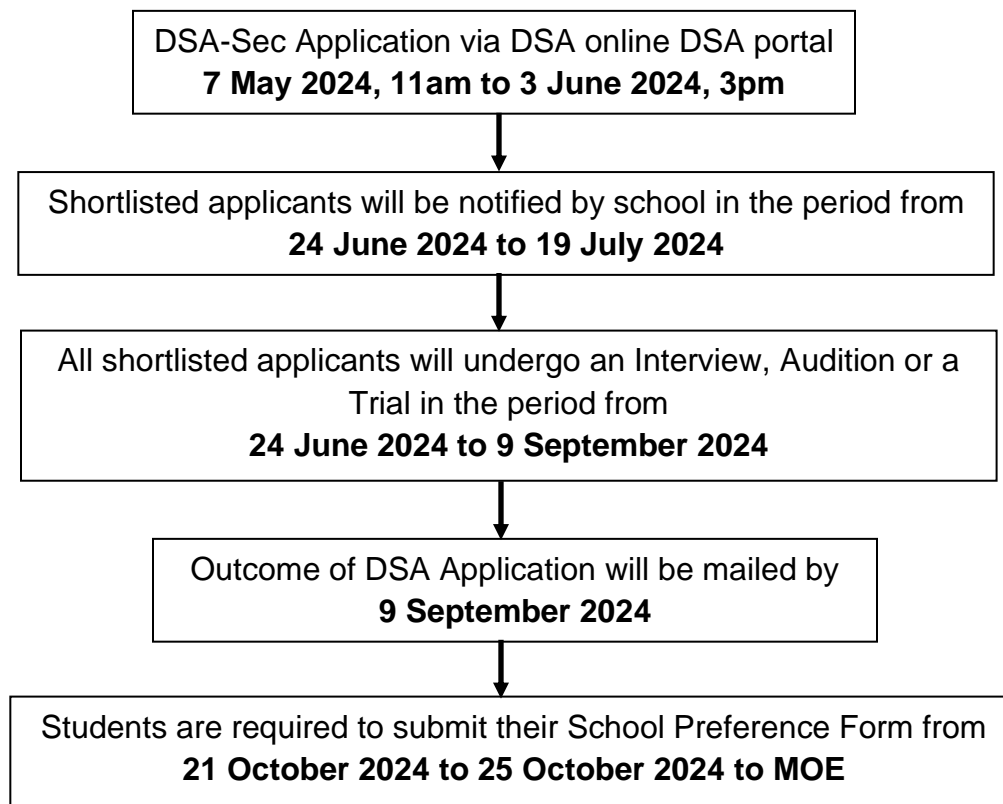 DSA-Sec Application via DSA online DSA portal
7 May 2024, 11am to 3 June 2024, 3pm
Shortlisted applicants will be notified by school in the period from
24 June 2024 to 19 July 2024
All shortlisted applicants will undergo an Interview, Audition or a
Trial in the period from
24 June 2024 to 9 September 2024
Outcome of DSA Application will be mailed by
9 September 2024
Students are required to submit their School Preference Form from
21 October 2024 to 25 October 2024 to MOE